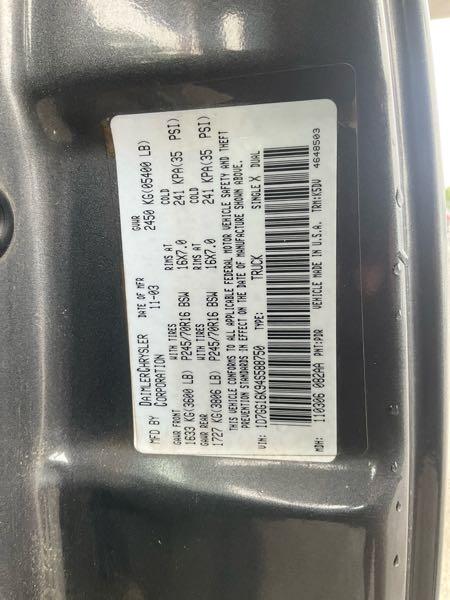 MFD BY DAIMLERCHRYSLER CORPORATION DATE OF MFR 11-03 GVWR 2450 KG(05400 LB)
GAWR FRONT WITH TIRES RIMS AT COLD
1633 KG(3600 LB) P245/70R16 BSW 16X7.0 241 KPA(35 PSI)
GAWR REAR WITH TIRES RIMS AT COLD
1727 KG(3806 LB) P245/70R16 BSW 16X7.0 241 KPA(35 PSI)
THIS VEHICLE CONFORMS TO ALL APPLICABLE FEDERAL MOTOR VEHICLE SAFETY AND THEFT
PREVENTION STANDARDS IN EFFECT ON THE DATE OF MANUFACTURE SHOWN ABOVE.
VIN: 1D7GG16K94S588750 TYPE: TRUCK SINGLE X DUAL
MDH: 110306 082AA PNT:PDR VEHICLE MADE IN U.S.A. TRM:K5DV 4648503